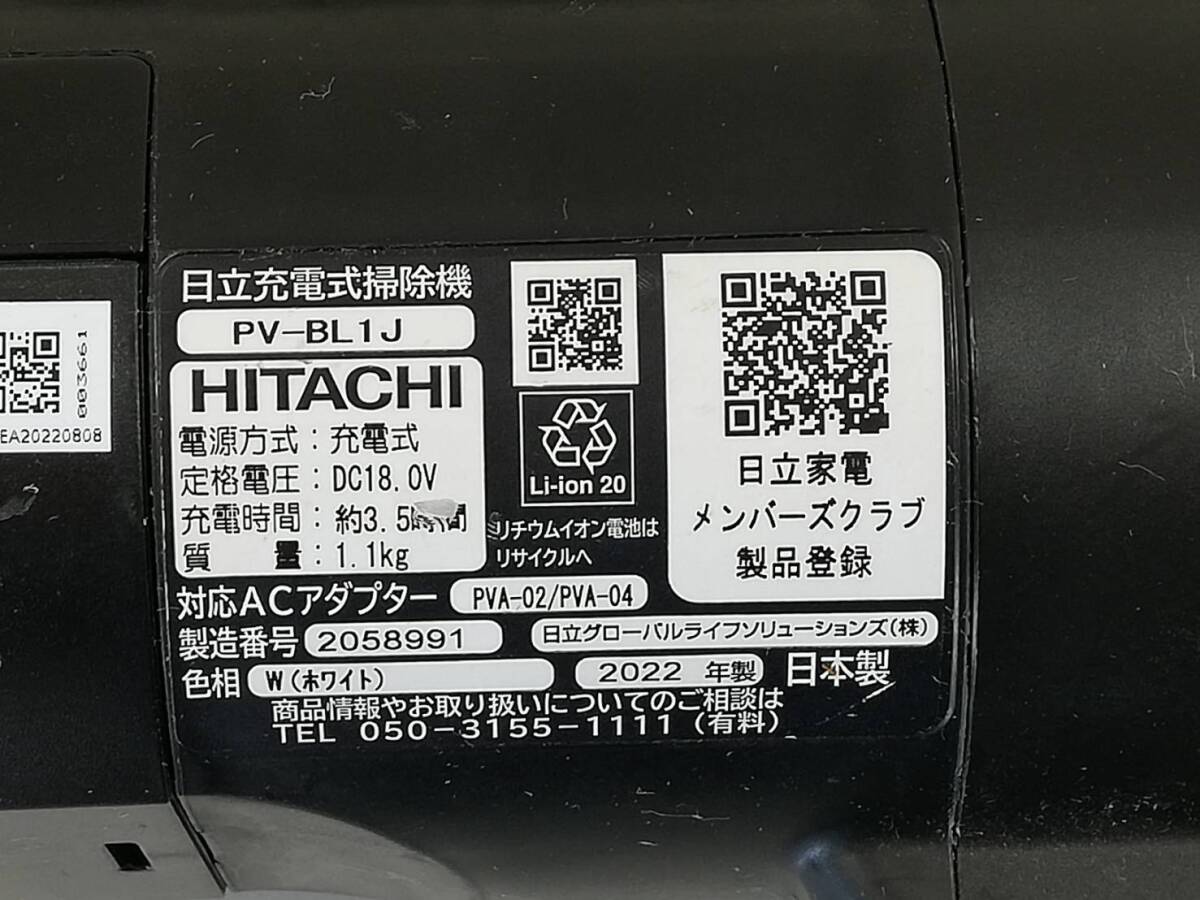 日立充電式掃除機
PV-BL1J
HITACHI
電源方式：充電式
定格電圧：DC18.0V
充電時間：約3.5時間
質量：1.1kg
Li-ion 20
リチウムイオン電池は
リサイクルへ
日立家電
メンバーズクラブ
製品登録
対応ACアダプター PVA-02/PVA-04
製造番号 2058991 日立グローバルライフソリューションズ(株)
色相 W(ホワイト) 2022 年製 日本製
商品情報やお取り扱いについてのご相談は
TEL 050-3155-1111（有料）
003661
EA20220808